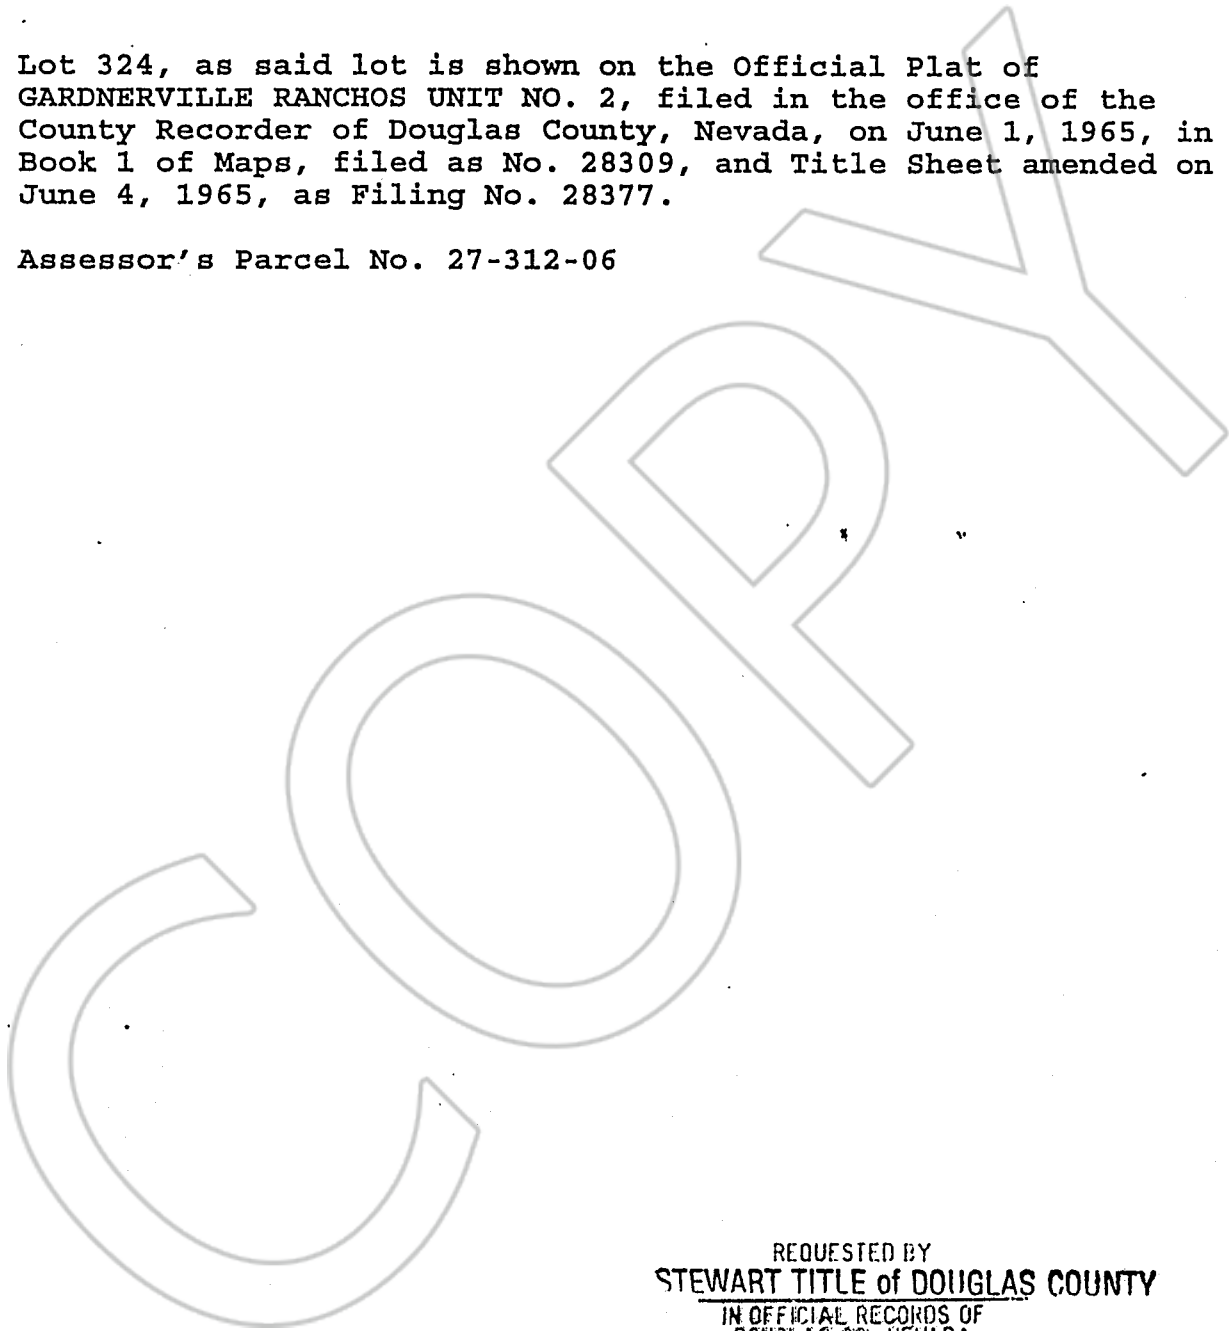 Lot 324, as said lot is shown on the Official Plat of
GARDNERVILLE RANCHOS UNIT NO. 2, filed in the office of the
County Recorder of Douglas County, Nevada, on June 1, 1965, in
Book 1 of Maps, filed as No. 28309, and Title Sheet amended on
June 4, 1965, as Filing No. 28377.
Assessor's Parcel No. 27-312-06
COPY
REQUESTED BY
STEWART TITLE of DOUGLAS COUNTY
IN OFFICIAL RECORDS OF